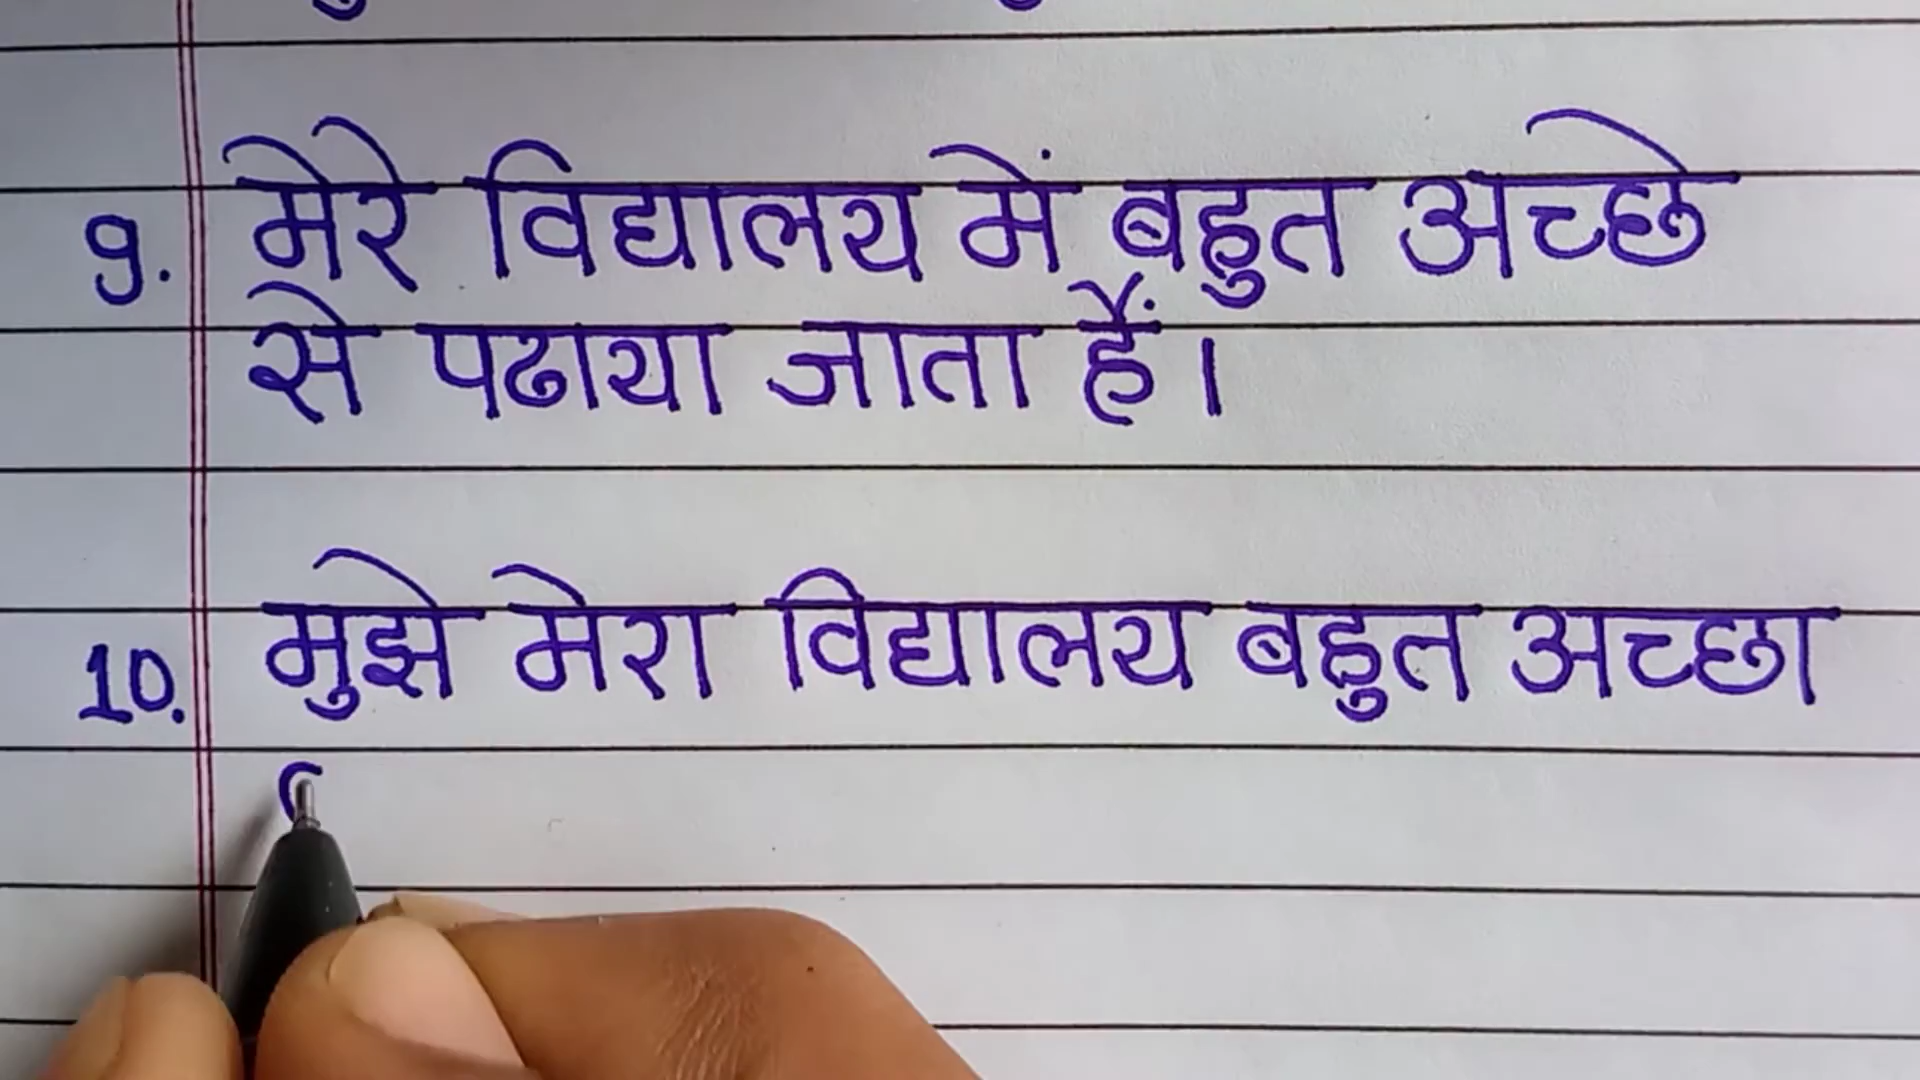 9. मेरे विद्यालय में बहुत अच्छे
से पढाया जाता हैं।
10. मुझे मेरा विद्यालय बहुत अच्छा